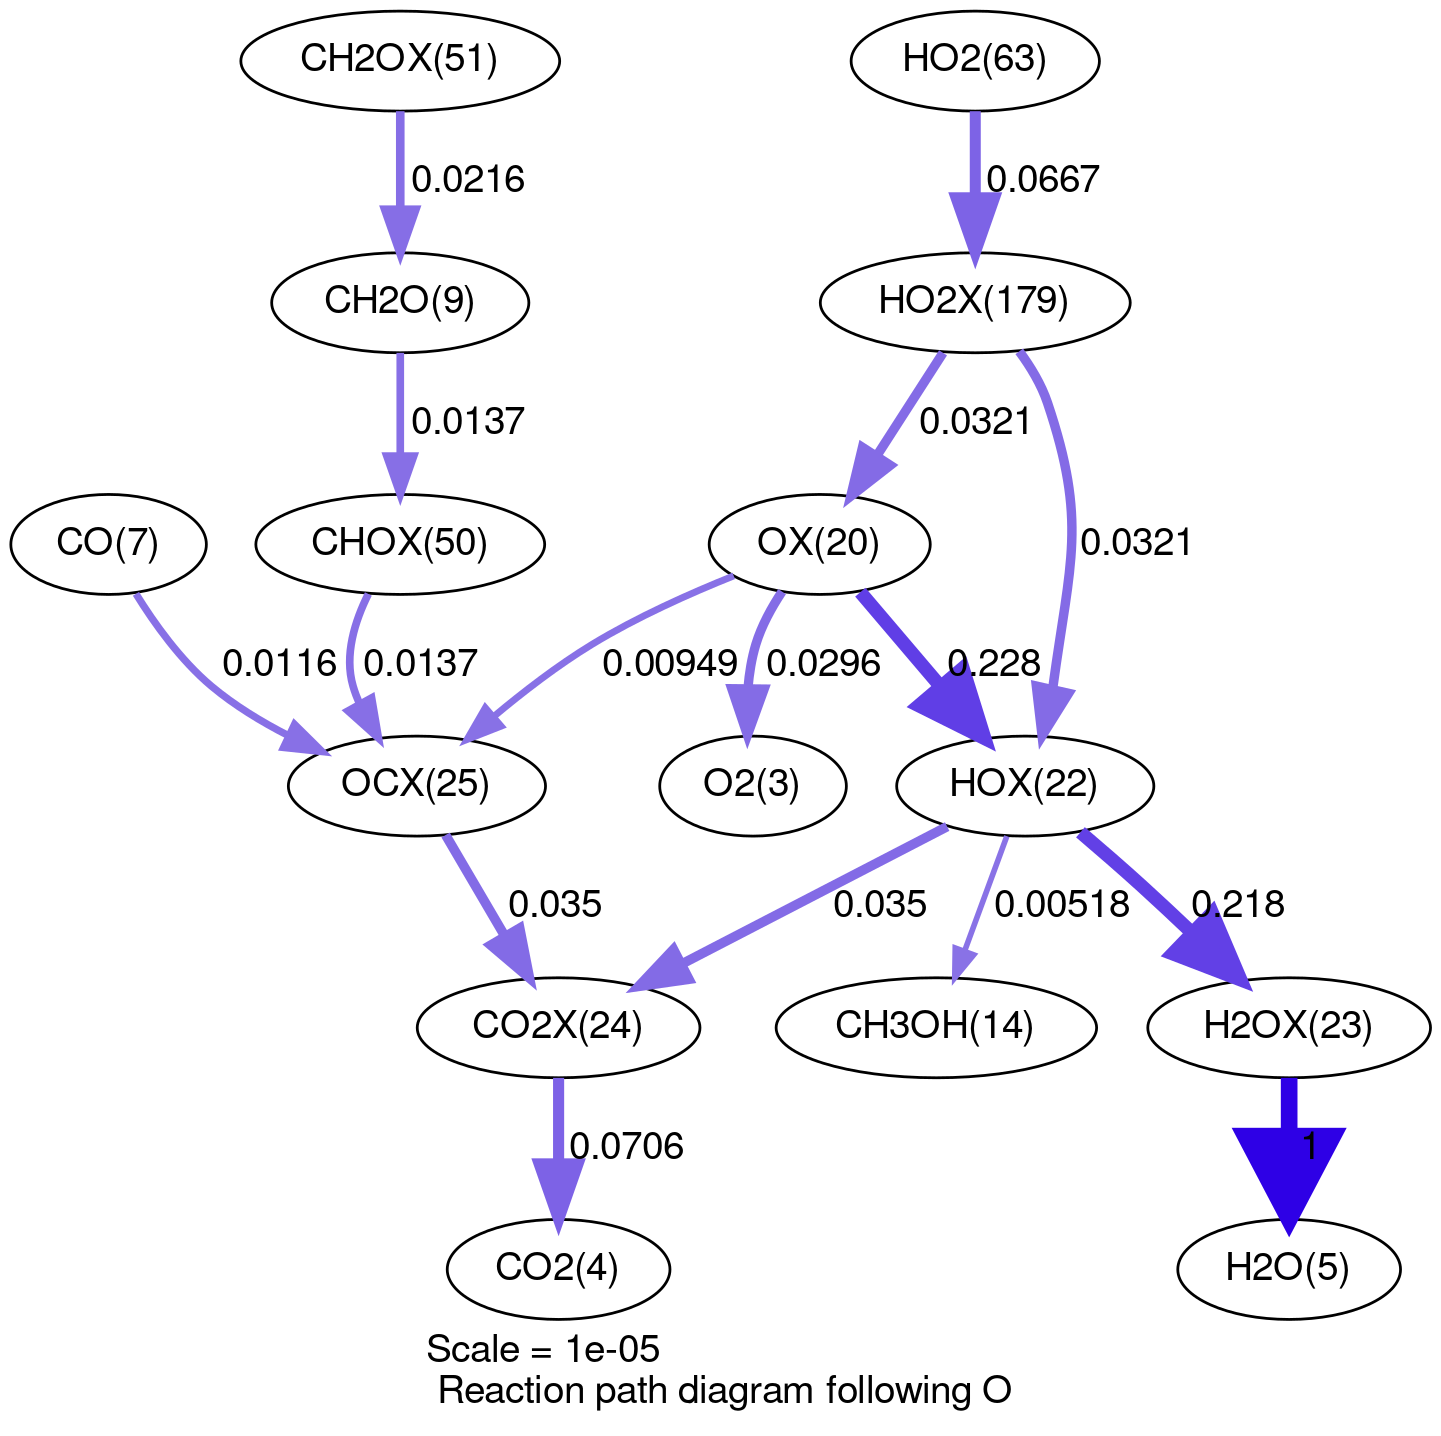 CH2OX(51)
HO2(63)
0.0216
0.0667
CH2O(9)
HO2X(179)
0.0137
0.0321
CO(7)
CHOX(50)
OX(20)
0.0321
0.0116
0.0137
0.00949
0.0296
0.228
OCX(25)
O2(3)
HOX(22)
0.035
0.035
0.00518
0.218
CO2X(24)
CH3OH(14)
H2OX(23)
0.0706
1
CO2(4)
H2O(5)
Scale = 1e-05
Reaction path diagram following O